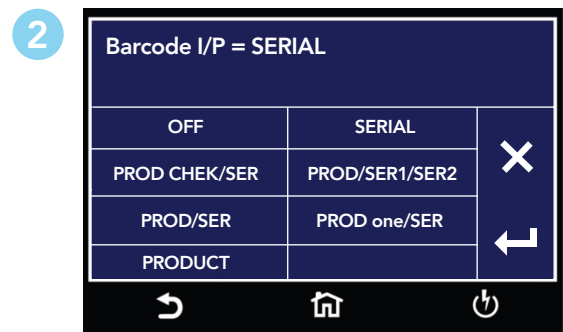 2
Barcode I/P = SERIAL
OFF SERIAL
PROD CHEK/SER PROD/SER1/SER2
PROD/SER PROD one/SER
PRODUCT